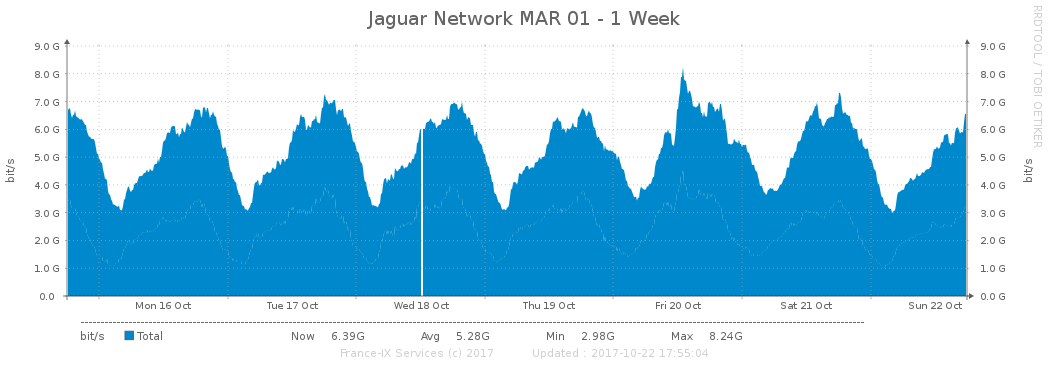 Jaguar Network MAR 01 - 1 Week
RRDTOOL / TOBI OETIKER
bit/s
9.0 G
8.0 G
7.0 G
6.0 G
5.0 G
4.0 G
3.0 G
2.0 G
1.0 G
0.0
9.0 G
8.0 G
7.0 G
6.0 G
5.0 G
4.0 G
3.0 G
2.0 G
1.0 G
0.0 G
bit/s
Mon 16 Oct Tue 17 Oct Wed 18 Oct Thu 19 Oct Fri 20 Oct Sat 21 Oct Sun 22 Oct
bit/s Total Now 6.39G Avg 5.28G Min 2.98G Max 8.24G
France-IX Services (c) 2017 Updated : 2017-10-22 17:55:04